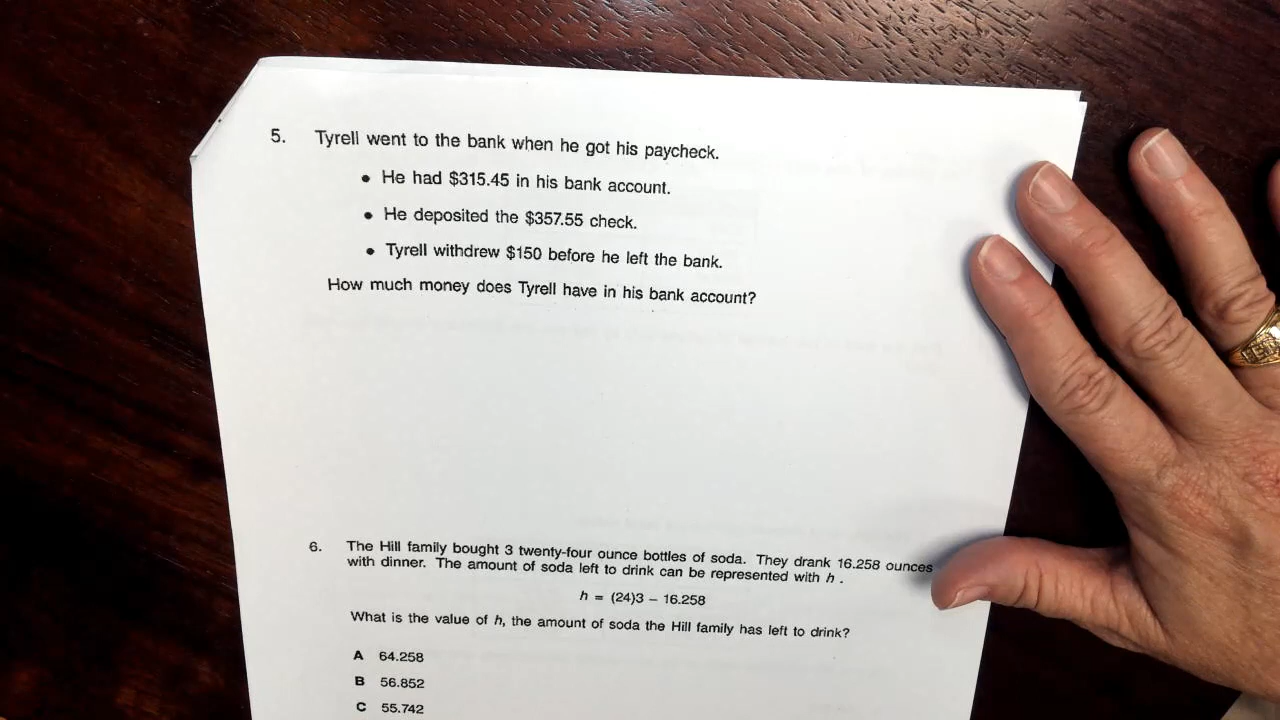 5. Tyrell went to the bank when he got his paycheck.
• He had $315.45 in his bank account.
• He deposited the $357.55 check.
• Tyrell withdrew $150 before he left the bank.
How much money does Tyrell have in his bank account?
6. The Hill family bought 3 twenty-four ounce bottles of soda. They drank 16.258 ounces
with dinner. The amount of soda left to drink can be represented with h .
h = (24)3 – 16.258
What is the value of h, the amount of soda the Hill family has left to drink?
A 64.258
B 56.852
C 55.742